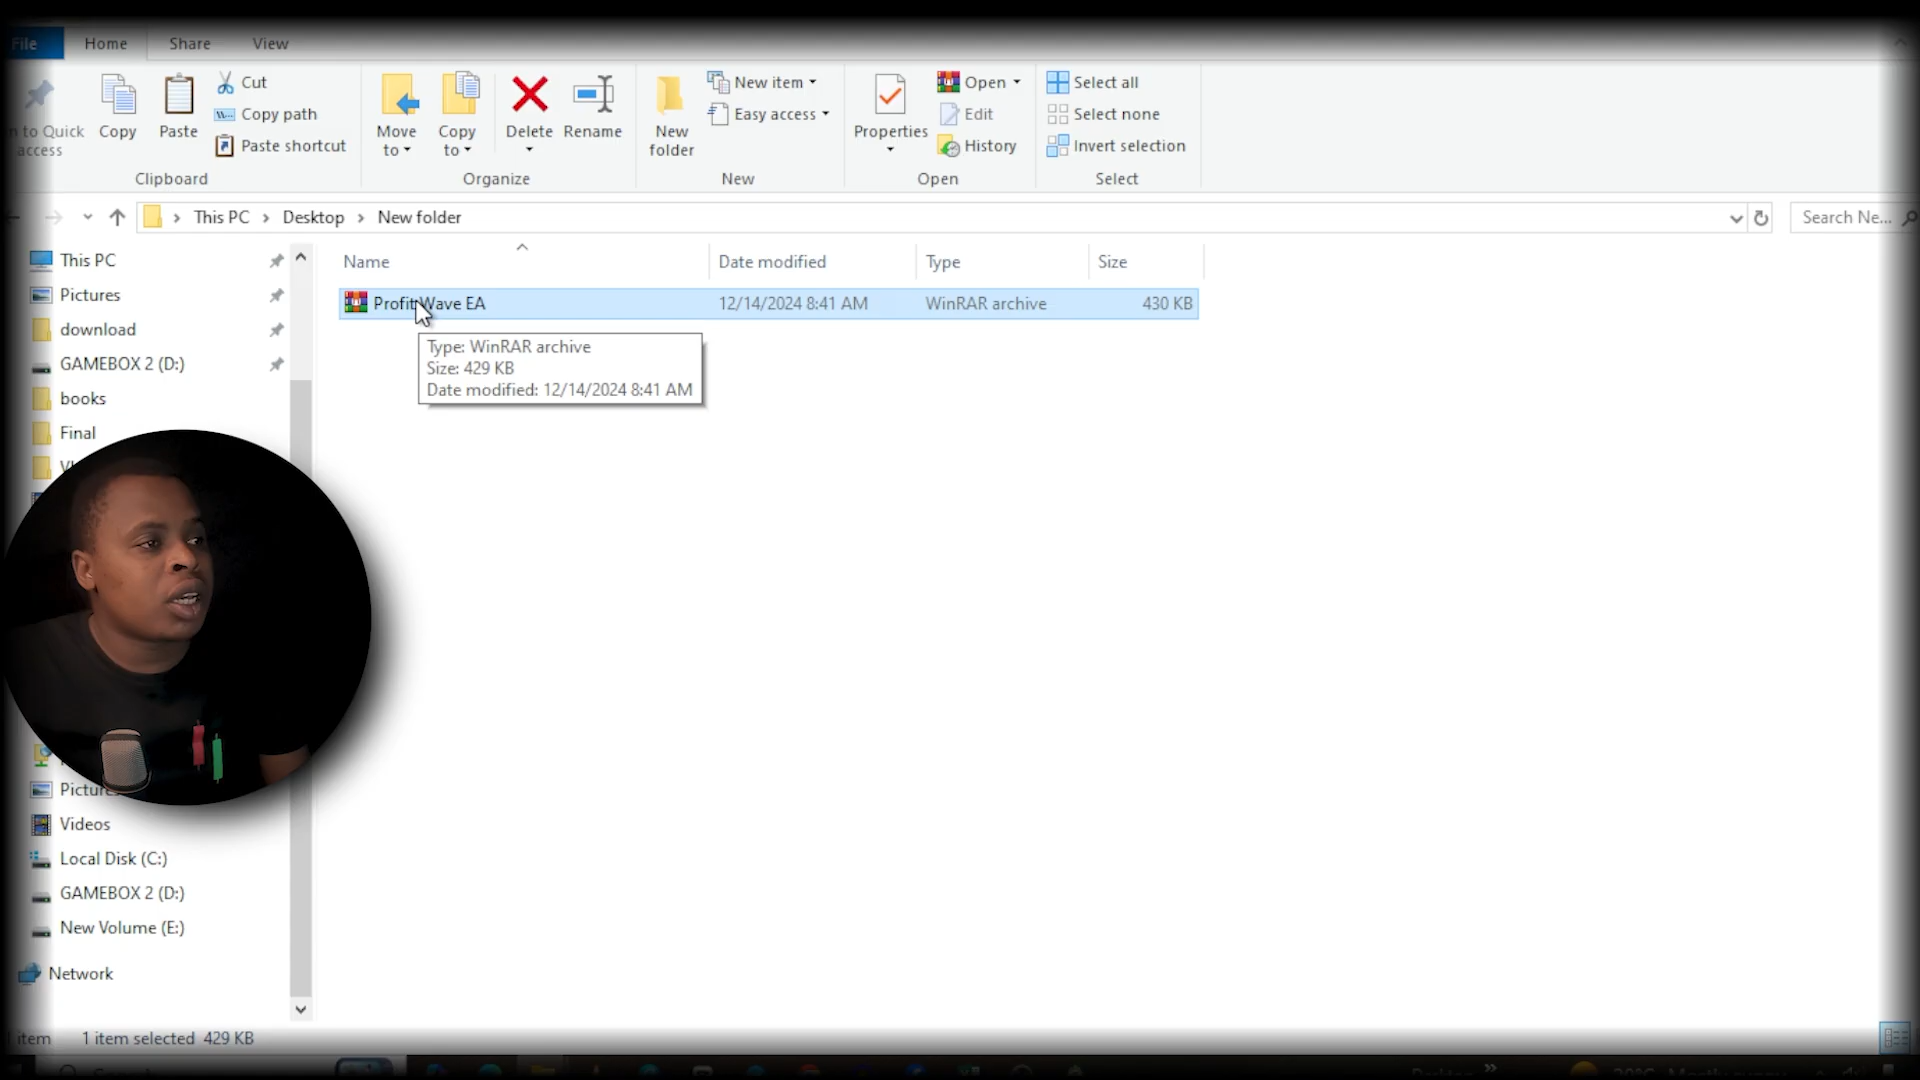 File Home Share View
Cut
Copy path
Paste shortcut
to Quick
access
Copy
Paste
Clipboard
Move
to
Copy
to
Delete
Rename
Organize
New
folder
New item
Easy access
New
Properties
Open
Edit
History
Open
Select all
Select none
Invert selection
Select
This PC > Desktop > New folder
Search Ne...
This PC
Pictures
download
GAMEBOX 2 (D:)
books
Final
Videos
Local Disk (C:)
GAMEBOX 2 (D:)
New Volume (E:)
Network
Name Date modified Type Size
Profit Wave EA 12/14/2024 8:41 AM WinRAR archive 430 KB
Type: WinRAR archive
Size: 429 KB
Date modified: 12/14/2024 8:41 AM
item 1 item selected 429 KB